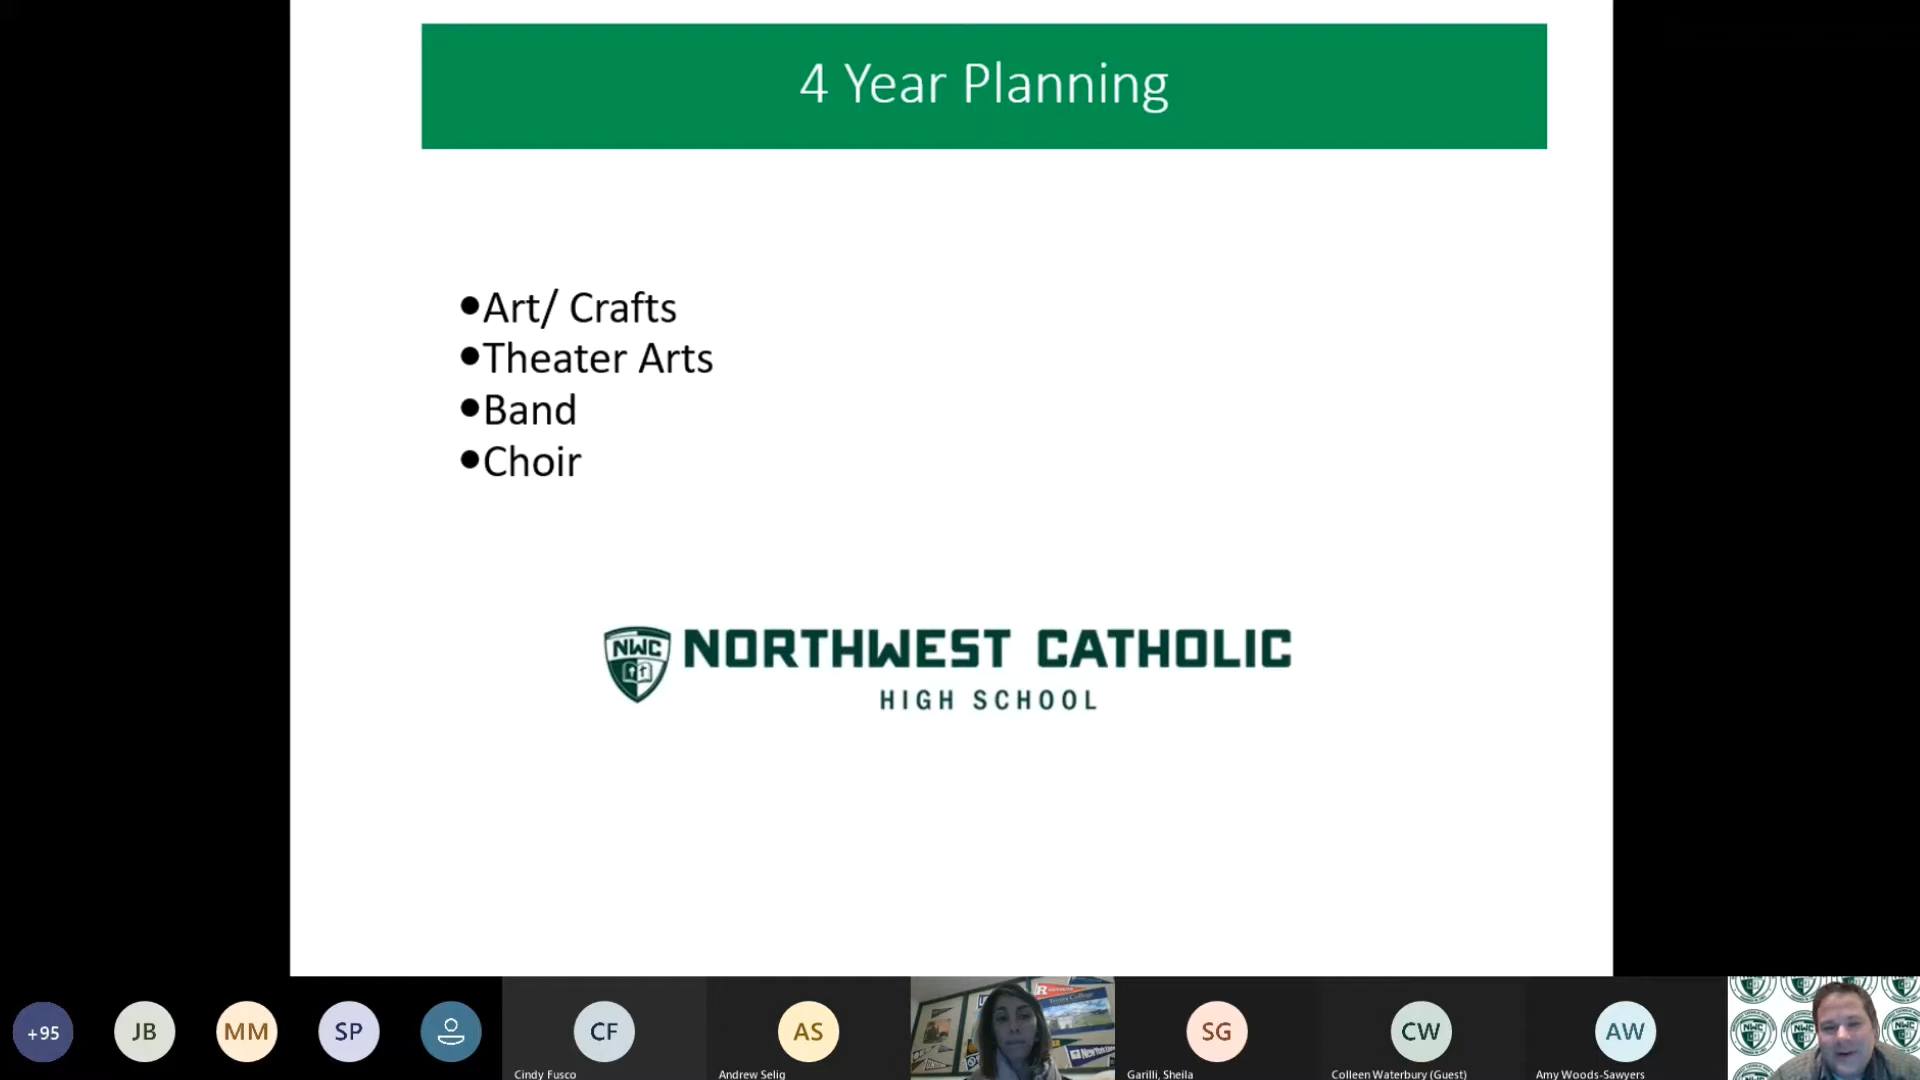 4 Year Planning
●Art/ Crafts
●Theater Arts
●Band
●Choir
NWC
NORTHWEST CATHOLIC
HIGH SCHOOL
+95
JB
MM
SP
CF
AS
SG
CW
AW
Cindy Fusco
Andrew Selig
Garilli, Sheila
Colleen Waterbury (Guest)
Amy Woods-Sawyers